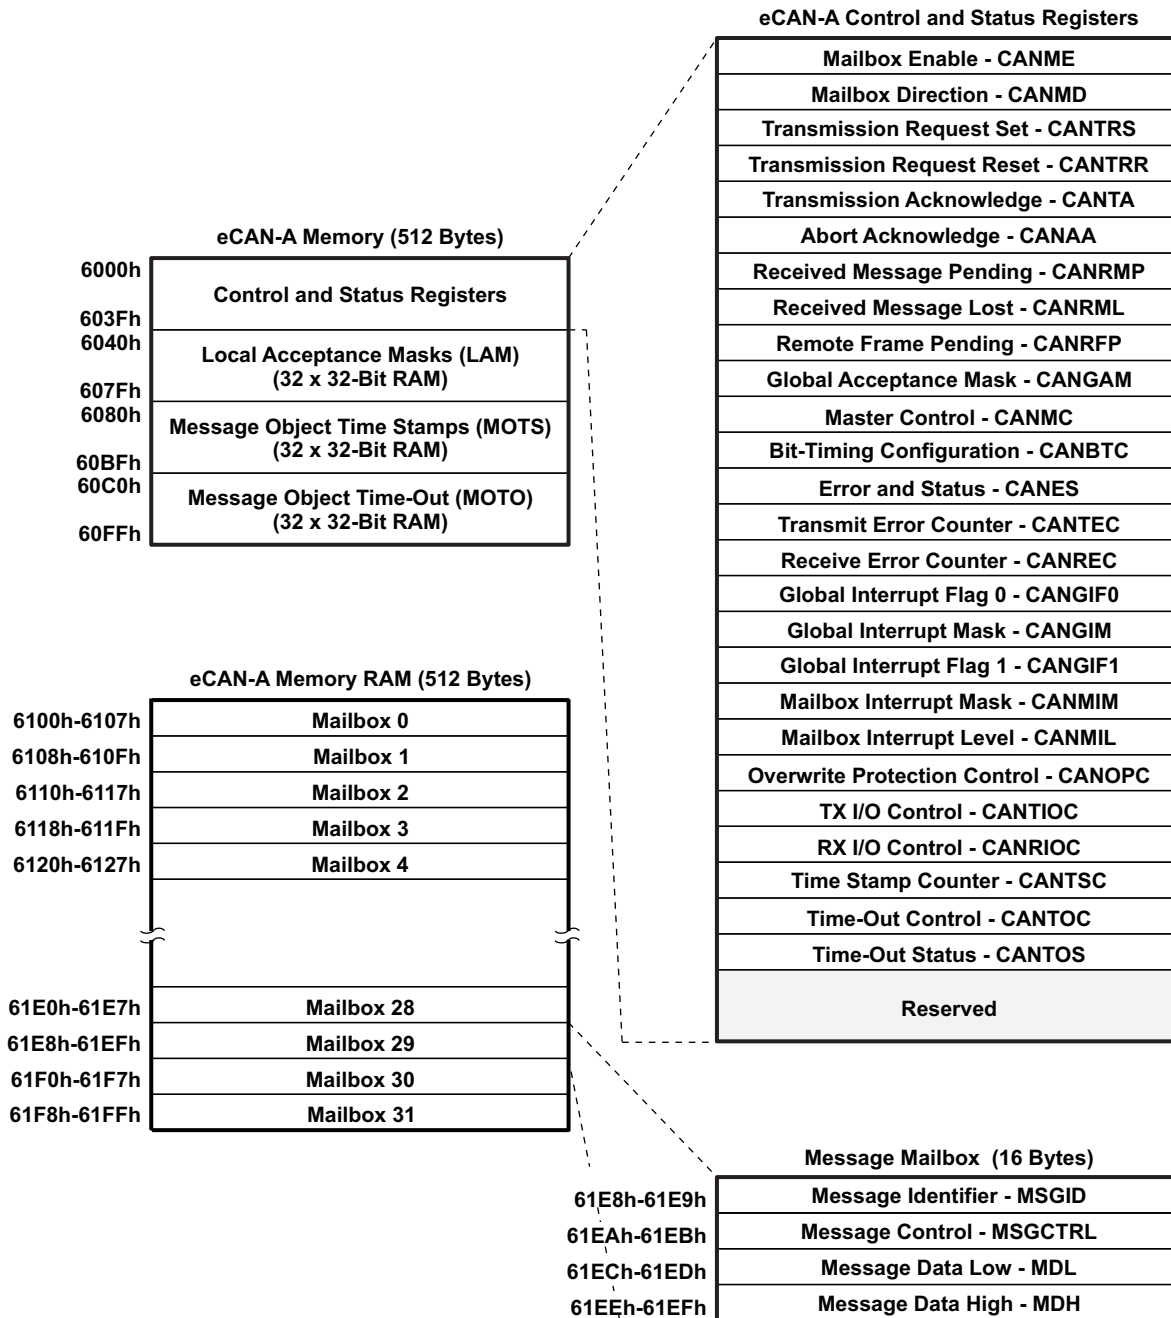 eCAN-A Control and Status Registers
Mailbox Enable - CANME
Mailbox Direction - CANMD
Transmission Request Set - CANTRS
Transmission Request Reset - CANTRR
Transmission Acknowledge - CANTA
Abort Acknowledge - CANAA
Received Message Pending - CANRMP
Received Message Lost - CANRML
Remote Frame Pending - CANRFP
Global Acceptance Mask - CANGAM
Master Control - CANMC
Bit-Timing Configuration - CANBTC
Error and Status - CANES
Transmit Error Counter - CANTEC
Receive Error Counter - CANREC
Global Interrupt Flag 0 - CANGIF0
Global Interrupt Mask - CANGIM
Global Interrupt Flag 1 - CANGIF1
Mailbox Interrupt Mask - CANMIM
Mailbox Interrupt Level - CANMIL
Overwrite Protection Control - CANOPC
TX I/O Control - CANTIOC
RX I/O Control - CANRIOC
Time Stamp Counter - CANTSC
Time-Out Control - CANTOC
Time-Out Status - CANTOS
Reserved
eCAN-A Memory (512 Bytes)
6000h
Control and Status Registers
603Fh
6040h
Local Acceptance Masks (LAM)
(32 x 32-Bit RAM)
607Fh
6080h
Message Object Time Stamps (MOTS)
(32 x 32-Bit RAM)
60BFh
60C0h
Message Object Time-Out (MOTO)
(32 x 32-Bit RAM)
60FFh
eCAN-A Memory RAM (512 Bytes)
6100h-6107h Mailbox 0
6108h-610Fh Mailbox 1
6110h-6117h Mailbox 2
6118h-611Fh Mailbox 3
6120h-6127h Mailbox 4
61E0h-61E7h Mailbox 28
61E8h-61EFh Mailbox 29
61F0h-61F7h Mailbox 30
61F8h-61FFh Mailbox 31
Message Mailbox (16 Bytes)
61E8h-61E9h Message Identifier - MSGID
61EAh-61EBh Message Control - MSGCTRL
61ECh-61EDh Message Data Low - MDL
61EEh-61EFh Message Data High - MDH